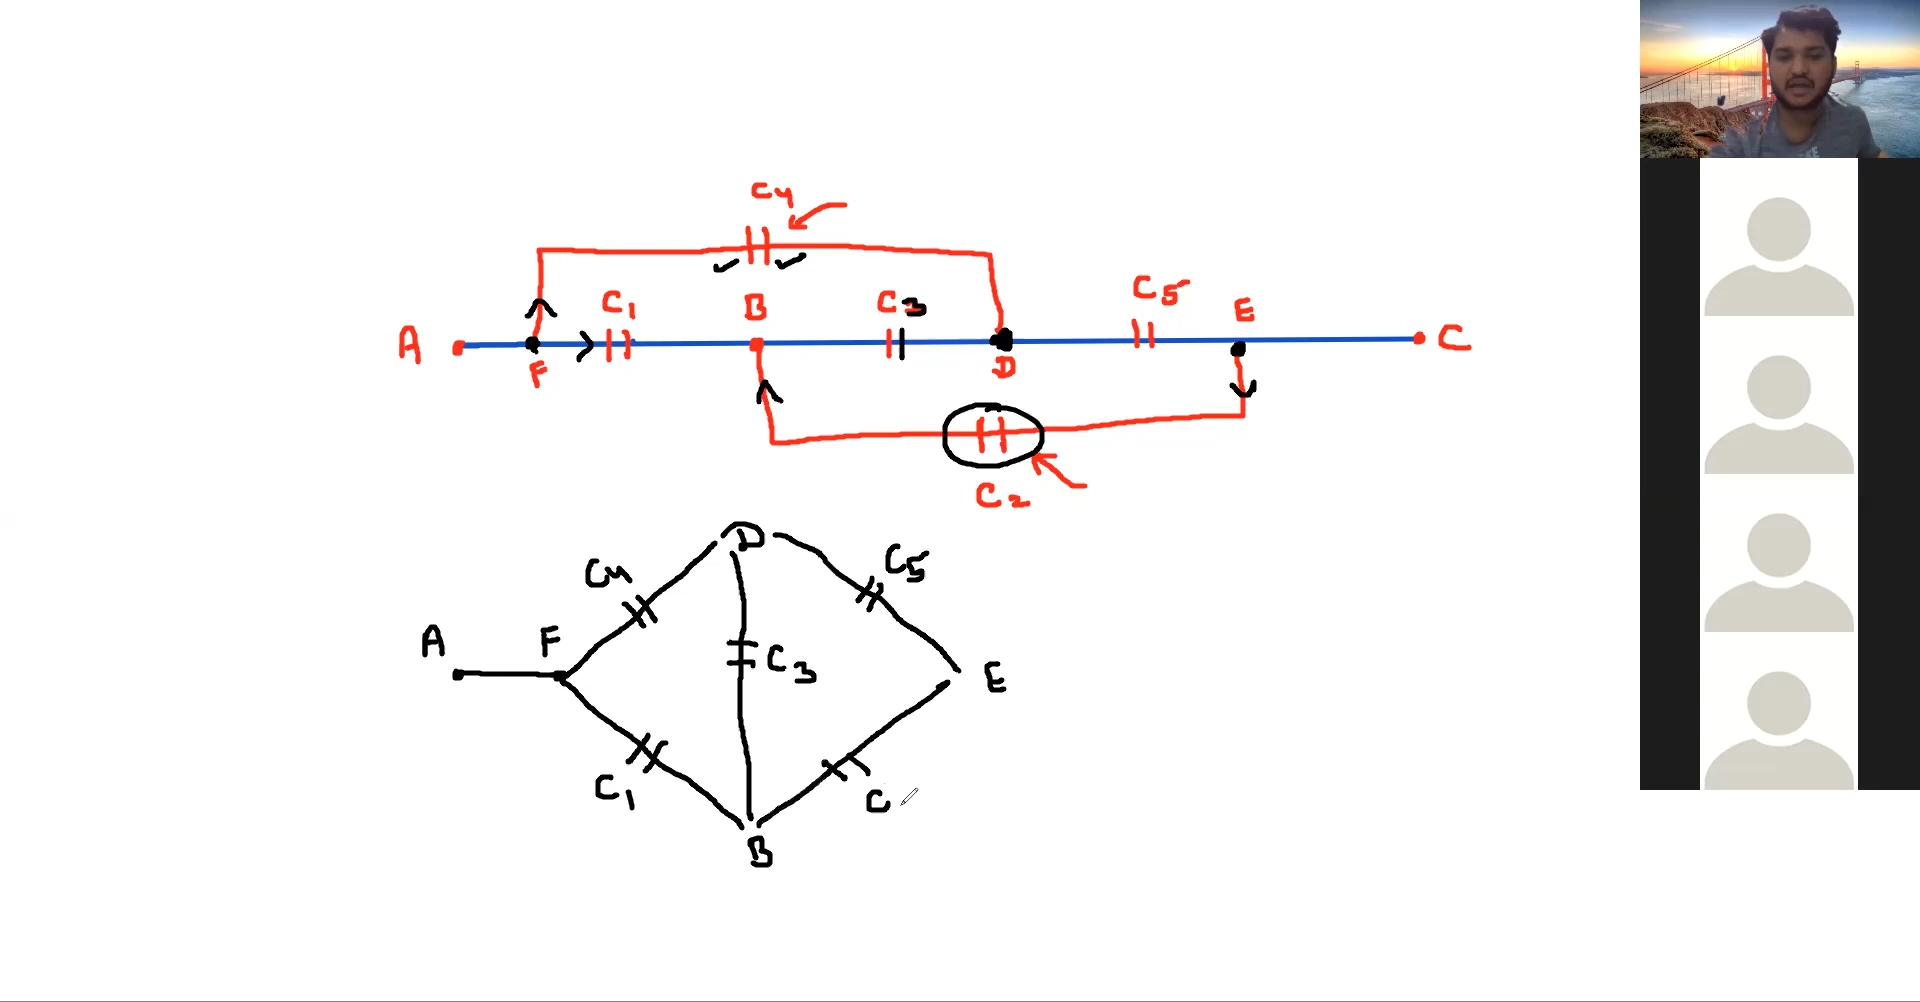 C4
C1 B C3 C5 E
A C
F D
C2
D
C4 C5
A F C3 E
C1 C
B